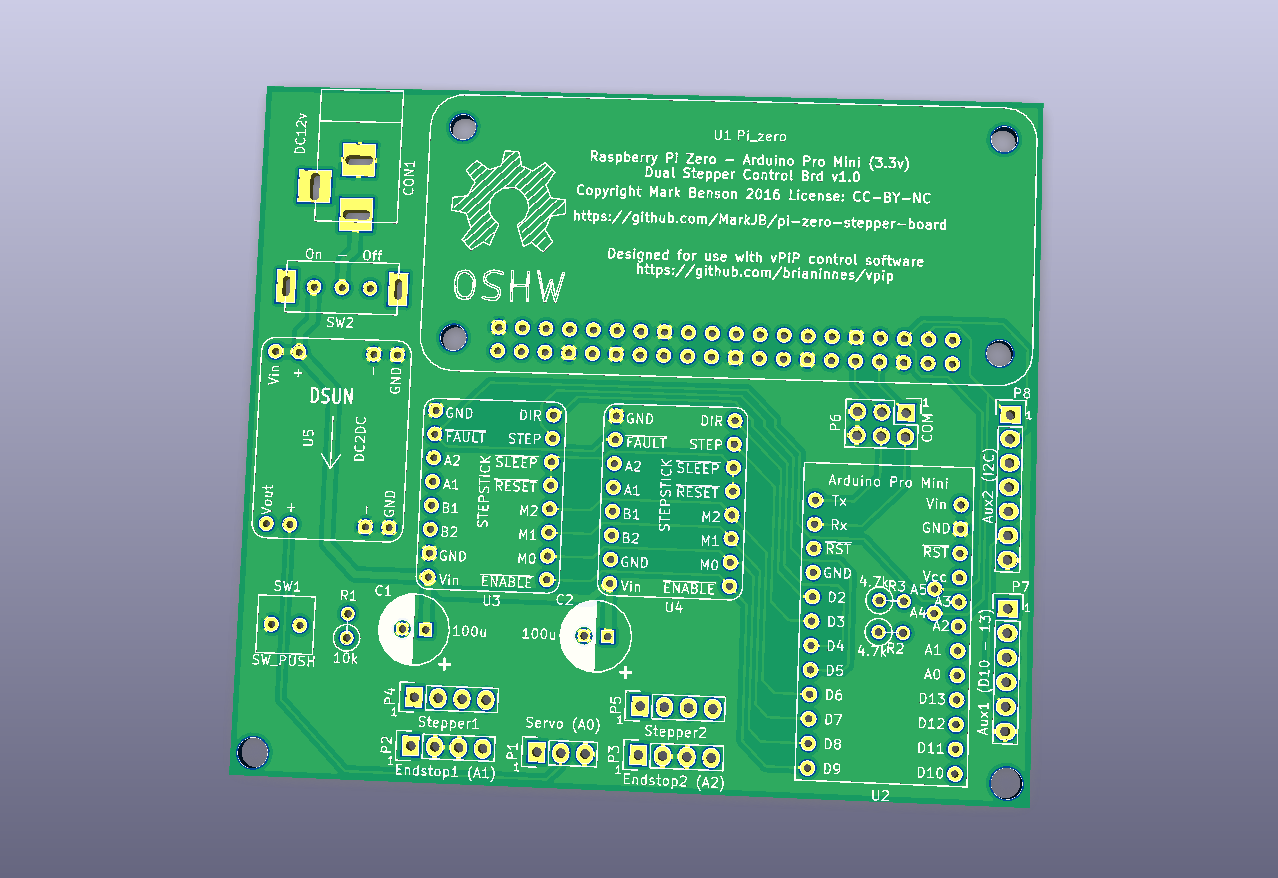 DC12v
CON1
U1 Pi_zero
Raspberry Pi Zero – Arduino Pro Mini (3.3v)
Dual Stepper Control Brd v1.0
Copyright Mark Benson 2016 License: CC-BY-NC
https://github.com/MarkJB/pi-zero-stepper-board
Designed for use with vPiP control software
https://github.com/brianinnes/vpip
OSHW
On – Off
SW2
Vin
+
–
GND
DSUN
U5
DC2DC
Vout
+
–
GND
GND
FAULT
A2
A1
B1
B2
GND
Vin
STEPSTICK
DIR
STEP
SLEEP
RESET
M2
M1
M0
ENABLE
U3
GND
FAULT
A2
A1
B1
B2
GND
Vin
STEPSTICK
DIR
STEP
SLEEP
RESET
M2
M1
M0
ENABLE
U4
P6
1
COM
P8
1
Aux2 (I2C)
Arduino Pro Mini
Tx
Rx
RST
GND
D2
D3
D4
D5
D6
D7
D8
D9
Vin
GND
RST
Vcc
A3
A2
A1
A0
D13
D12
D11
D10
A5
A4
4.7k
R3
4.7k
R2
U2
P7
1
Aux1 (D10 – 13)
SW1
SW_PUSH
R1
10k
C1
100u
+
C2
100u
+
P4
1
Stepper1
P2
1
Endstop1 (A1)
Servo (A0)
P1
1
P5
1
Stepper2
P3
1
Endstop2 (A2)